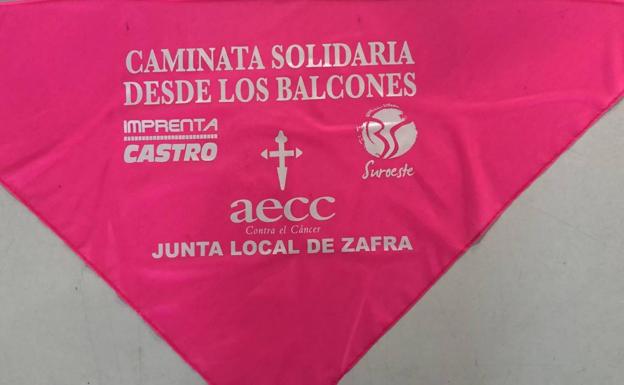 CAMINATA SOLIDARIA
DESDE LOS BALCONES
IMPRENTA
CASTRO
Suroeste
aecc
Contra el Cáncer
JUNTA LOCAL DE ZAFRA